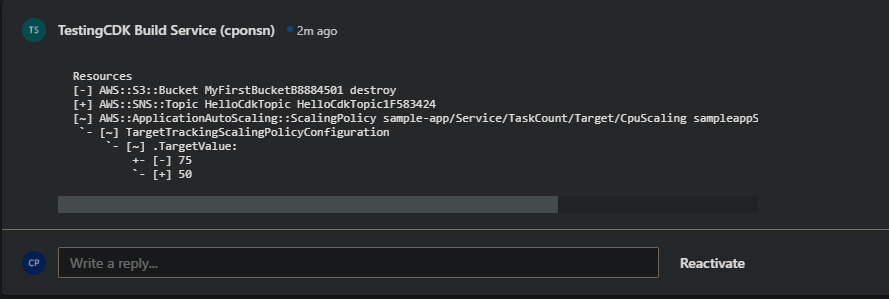 TS TestingCDK Build Service (cponsn) 2m ago
Resources
[-] AWS::S3::Bucket MyFirstBucketB8884501 destroy
[+] AWS::SNS::Topic HelloCdkTopic HelloCdkTopic1F583424
[~] AWS::ApplicationAutoScaling::ScalingPolicy sample-app/Service/TaskCount/Target/CpuScaling sampleappS
`- [~] TargetTrackingScalingPolicyConfiguration
`- [~] .TargetValue:
+- [-] 75
`- [+] 50
CP Write a reply... Reactivate